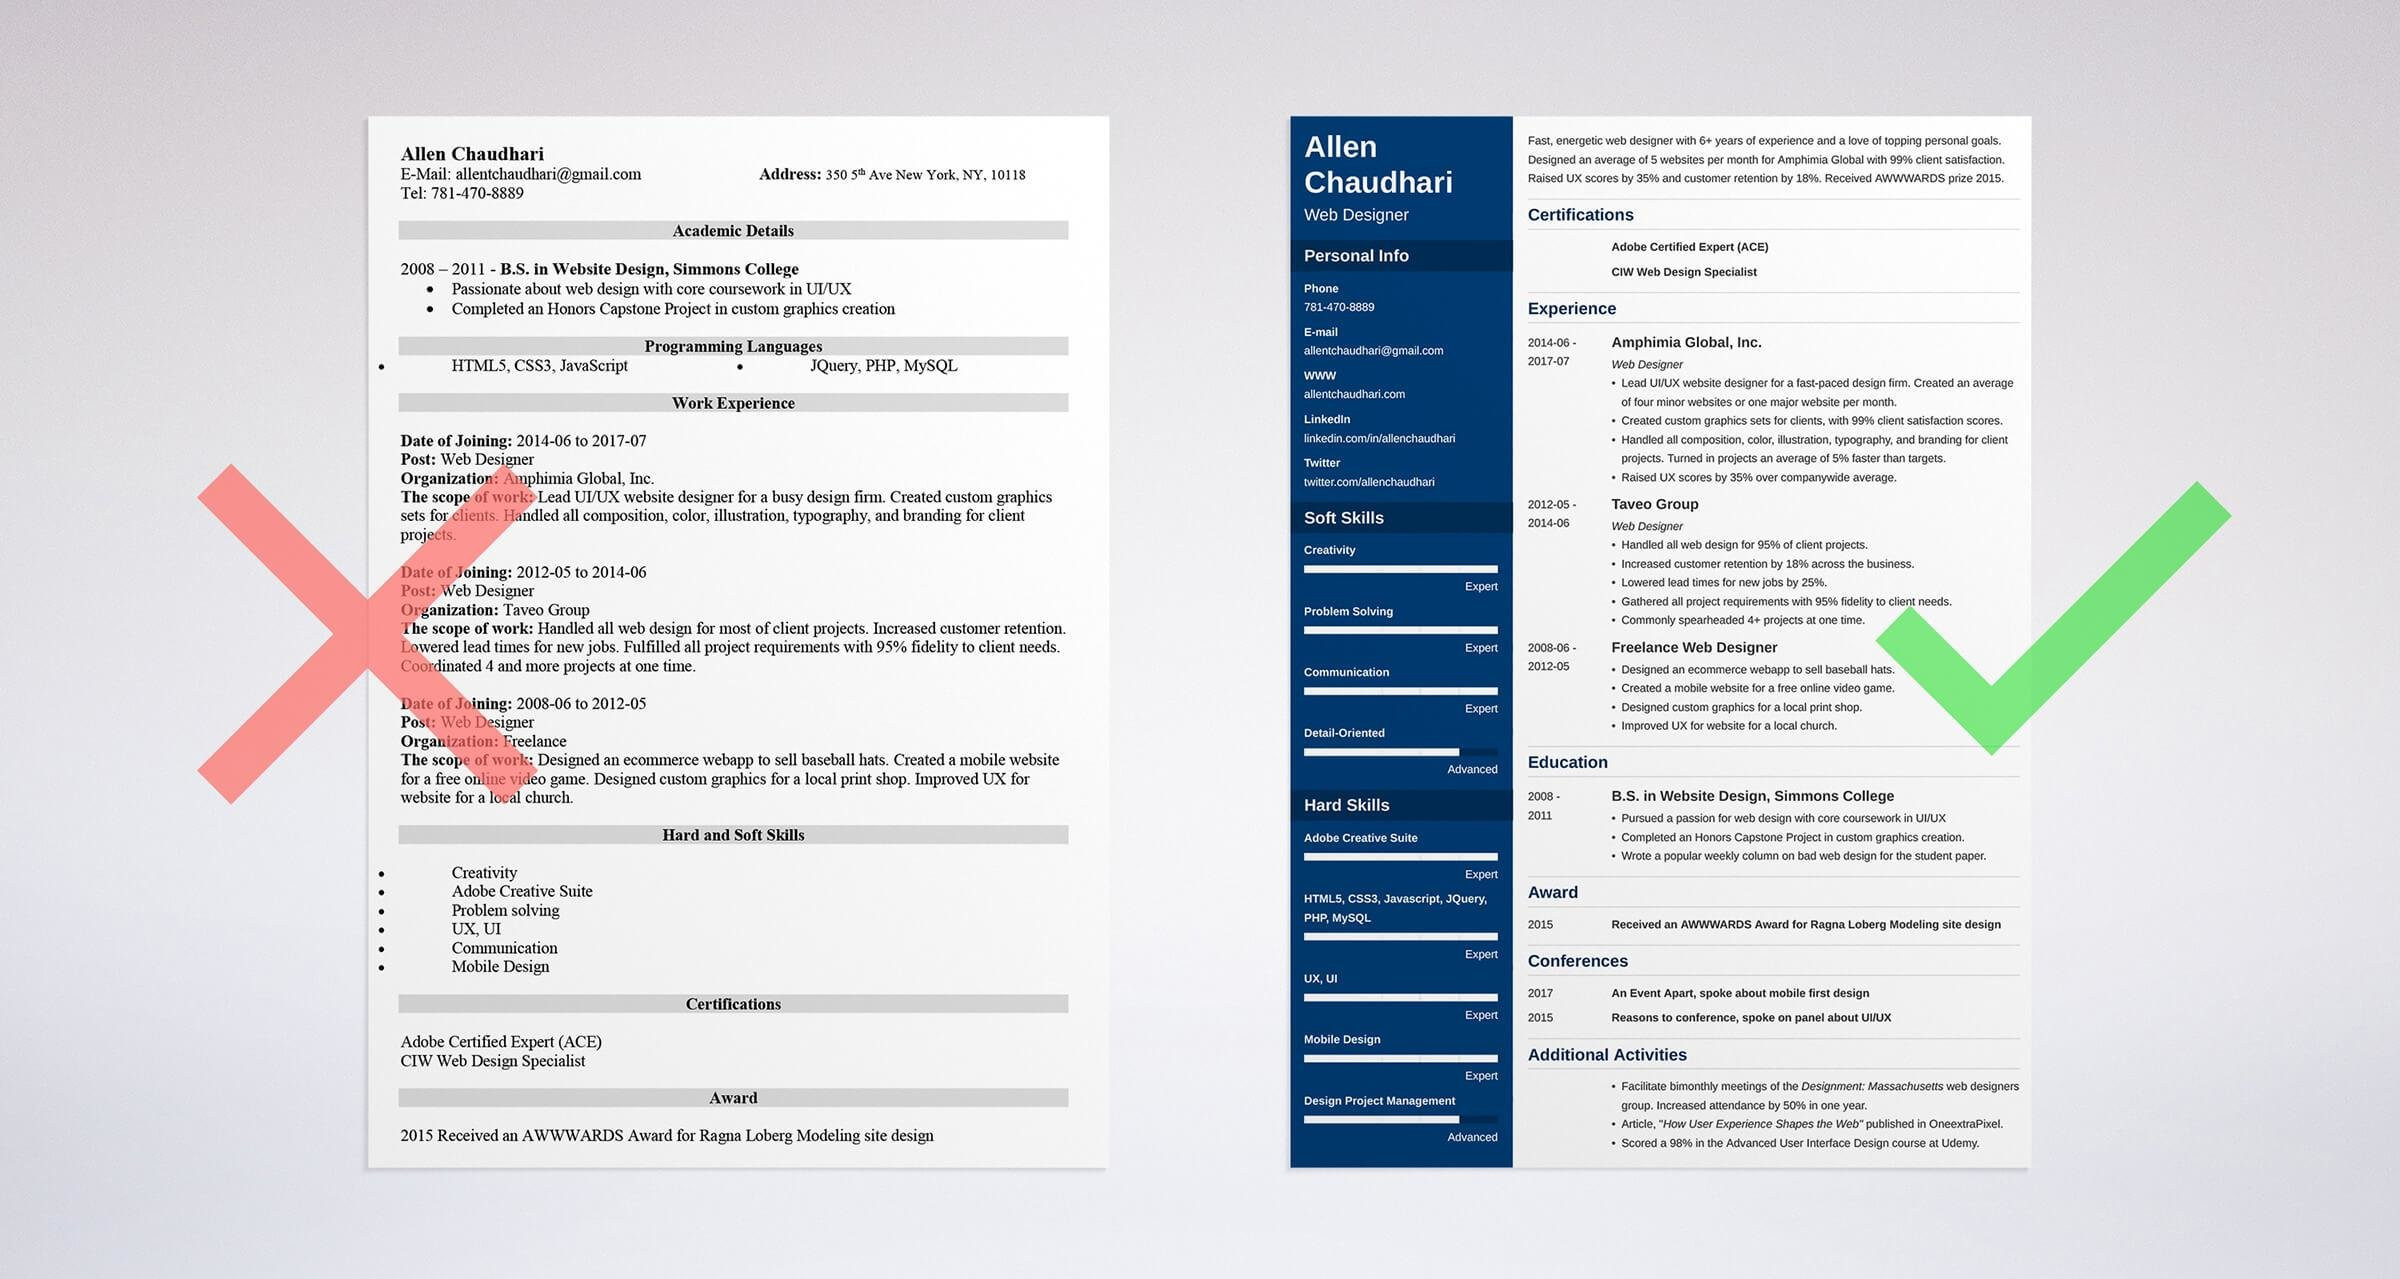 Allen Chaudhari
E-Mail: allentchaudhari@gmail.com
Address: 350 5th Ave New York, NY, 10118
Tel: 781-470-8889
Academic Details
2008 – 2011 - B.S. in Website Design, Simmons College
• Passionate about web design with core coursework in UI/UX
• Completed an Honors Capstone Project in custom graphics creation
Programming Languages
• HTML5, CSS3, JavaScript
• JQuery, PHP, MySQL
Work Experience
Date of Joining: 2014-06 to 2017-07
Post: Web Designer
Organization: Amphimia Global, Inc.
The scope of work: Lead UI/UX website designer for a busy design firm. Created custom graphics
sets for clients. Handled all composition, color, illustration, typography, and branding for client
projects.
Date of Joining: 2012-05 to 2014-06
Post: Web Designer
Organization: Taveo Group
The scope of work: Handled all web design for most of client projects. Increased customer retention.
Lowered lead times for new jobs. Fulfilled all project requirements with 95% fidelity to client needs.
Coordinated 4 and more projects at one time.
Date of Joining: 2008-06 to 2012-05
Post: Web Designer
Organization: Freelance
The scope of work: Designed an ecommerce webapp to sell baseball hats. Created a mobile website
for a free online video game. Designed custom graphics for a local print shop. Improved UX for
website for a local church.
Hard and Soft Skills
• Creativity
• Adobe Creative Suite
• Problem solving
• UX, UI
• Communication
• Mobile Design
Certifications
Adobe Certified Expert (ACE)
CIW Web Design Specialist
Award
2015 Received an AWWWARDS Award for Ragna Loberg Modeling site design
Allen
Chaudhari
Web Designer
Personal Info
Phone
781-470-8889
E-mail
allentchaudhari@gmail.com
WWW
allentchaudhari.com
LinkedIn
linkedin.com/in/allenchaudhari
Twitter
twitter.com/allenchaudhari
Soft Skills
Creativity
Expert
Problem Solving
Expert
Communication
Expert
Detail-Oriented
Advanced
Hard Skills
Adobe Creative Suite
Expert
HTML5, CSS3, Javascript, JQuery,
PHP, MySQL
Expert
UX, UI
Expert
Mobile Design
Expert
Design Project Management
Advanced
Fast, energetic web designer with 6+ years of experience and a love of topping personal goals.
Designed an average of 5 websites per month for Amphimia Global with 99% client satisfaction.
Raised UX scores by 35% and customer retention by 18%. Received AWWWARDS prize 2015.
Certifications
Adobe Certified Expert (ACE)
CIW Web Design Specialist
Experience
2014-06 -
2017-07
Amphimia Global, Inc.
Web Designer
• Lead UI/UX website designer for a fast-paced design firm. Created an average
of four minor websites or one major website per month.
• Created custom graphics sets for clients, with 99% client satisfaction scores.
• Handled all composition, color, illustration, typography, and branding for client
projects. Turned in projects an average of 5% faster than targets.
• Raised UX scores by 35% over companywide average.
2012-05 -
2014-06
Taveo Group
Web Designer
• Handled all web design for 95% of client projects.
• Increased customer retention by 18% across the business.
• Lowered lead times for new jobs by 25%.
• Gathered all project requirements with 95% fidelity to client needs.
• Commonly spearheaded 4+ projects at one time.
2008-06 -
2012-05
Freelance Web Designer
• Designed an ecommerce webapp to sell baseball hats.
• Created a mobile website for a free online video game.
• Designed custom graphics for a local print shop.
• Improved UX for website for a local church.
Education
2008 -
2011
B.S. in Website Design, Simmons College
• Pursued a passion for web design with core coursework in UI/UX
• Completed an Honors Capstone Project in custom graphics creation.
• Wrote a popular weekly column on bad web design for the student paper.
Award
2015
Received an AWWWARDS Award for Ragna Loberg Modeling site design
Conferences
2017
An Event Apart, spoke about mobile first design
2015
Reasons to conference, spoke on panel about UI/UX
Additional Activities
• Facilitate bimonthly meetings of the Designment: Massachusetts web designers
group. Increased attendance by 50% in one year.
• Article, "How User Experience Shapes the Web" published in OneextraPixel.
• Scored a 98% in the Advanced User Interface Design course at Udemy.